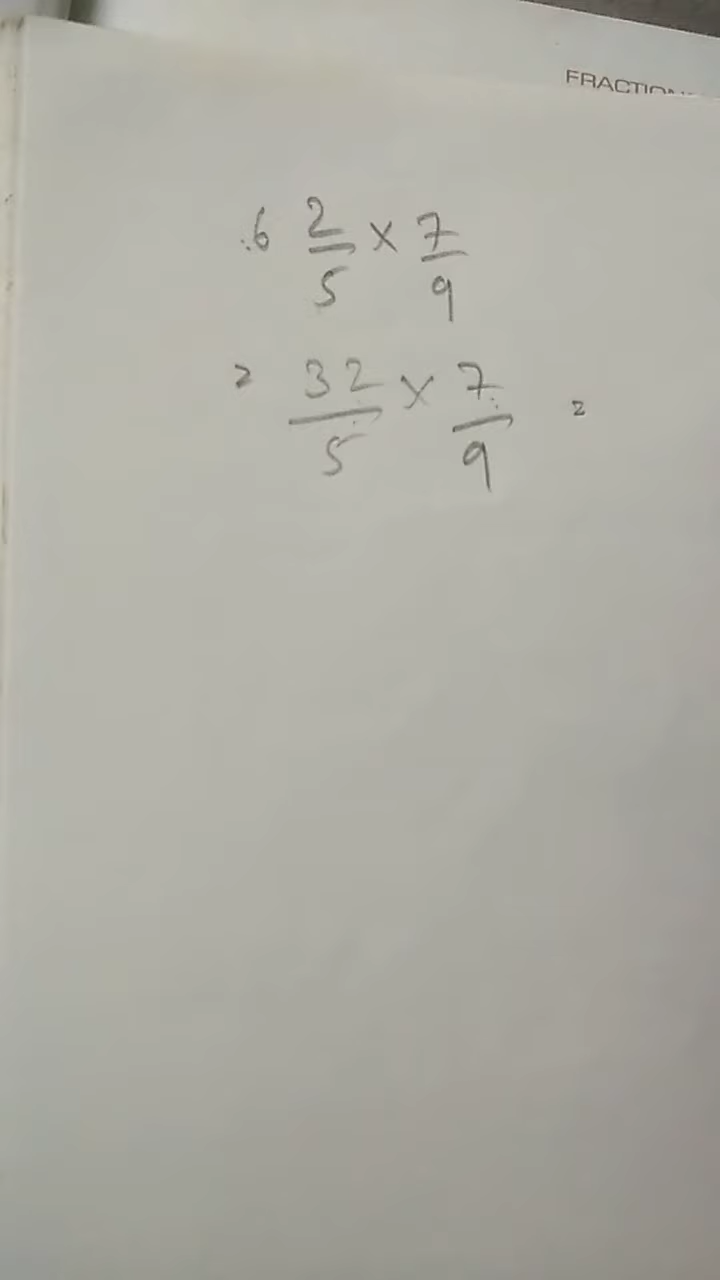 FRACTION
6 2/5 × 7/9
= 32/5 × 7/9 =